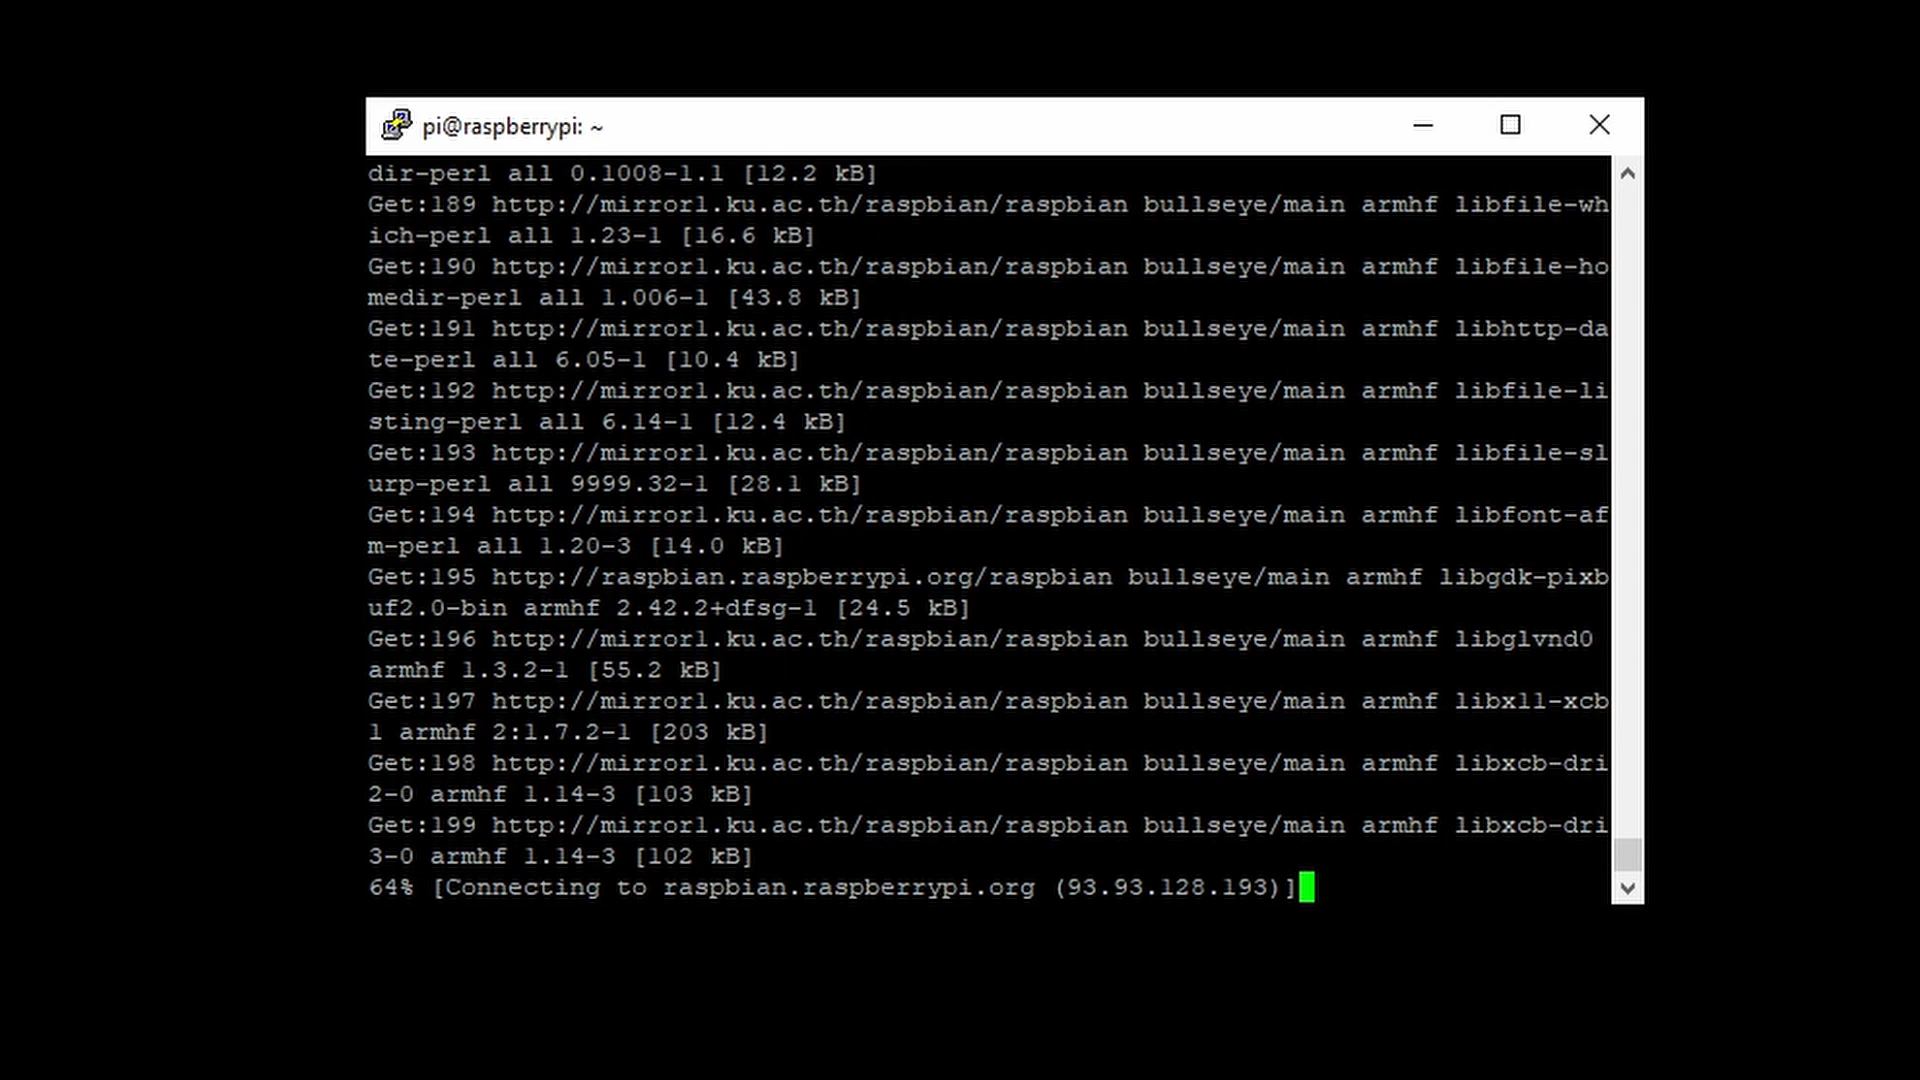 pi@raspberrypi: ~
dir-perl all 0.1008-1.1 [12.2 kB]
Get:189 http://mirror1.ku.ac.th/raspbian/raspbian bullseye/main armhf libfile-wh
ich-perl all 1.23-1 [16.6 kB]
Get:190 http://mirror1.ku.ac.th/raspbian/raspbian bullseye/main armhf libfile-ho
medir-perl all 1.006-1 [43.8 kB]
Get:191 http://mirror1.ku.ac.th/raspbian/raspbian bullseye/main armhf libhttp-da
te-perl all 6.05-1 [10.4 kB]
Get:192 http://mirror1.ku.ac.th/raspbian/raspbian bullseye/main armhf libfile-li
sting-perl all 6.14-1 [12.4 kB]
Get:193 http://mirror1.ku.ac.th/raspbian/raspbian bullseye/main armhf libfile-sl
urp-perl all 9999.32-1 [28.1 kB]
Get:194 http://mirror1.ku.ac.th/raspbian/raspbian bullseye/main armhf libfont-af
m-perl all 1.20-3 [14.0 kB]
Get:195 http://raspbian.raspberrypi.org/raspbian bullseye/main armhf libgdk-pixb
uf2.0-bin armhf 2.42.2+dfsg-1 [24.5 kB]
Get:196 http://mirror1.ku.ac.th/raspbian/raspbian bullseye/main armhf libglvnd0
armhf 1.3.2-1 [55.2 kB]
Get:197 http://mirror1.ku.ac.th/raspbian/raspbian bullseye/main armhf libx11-xcb
1 armhf 2:1.7.2-1 [203 kB]
Get:198 http://mirror1.ku.ac.th/raspbian/raspbian bullseye/main armhf libxcb-dri
2-0 armhf 1.14-3 [103 kB]
Get:199 http://mirror1.ku.ac.th/raspbian/raspbian bullseye/main armhf libxcb-dri
3-0 armhf 1.14-3 [102 kB]
64% [Connecting to raspbian.raspberrypi.org (93.93.128.193)]